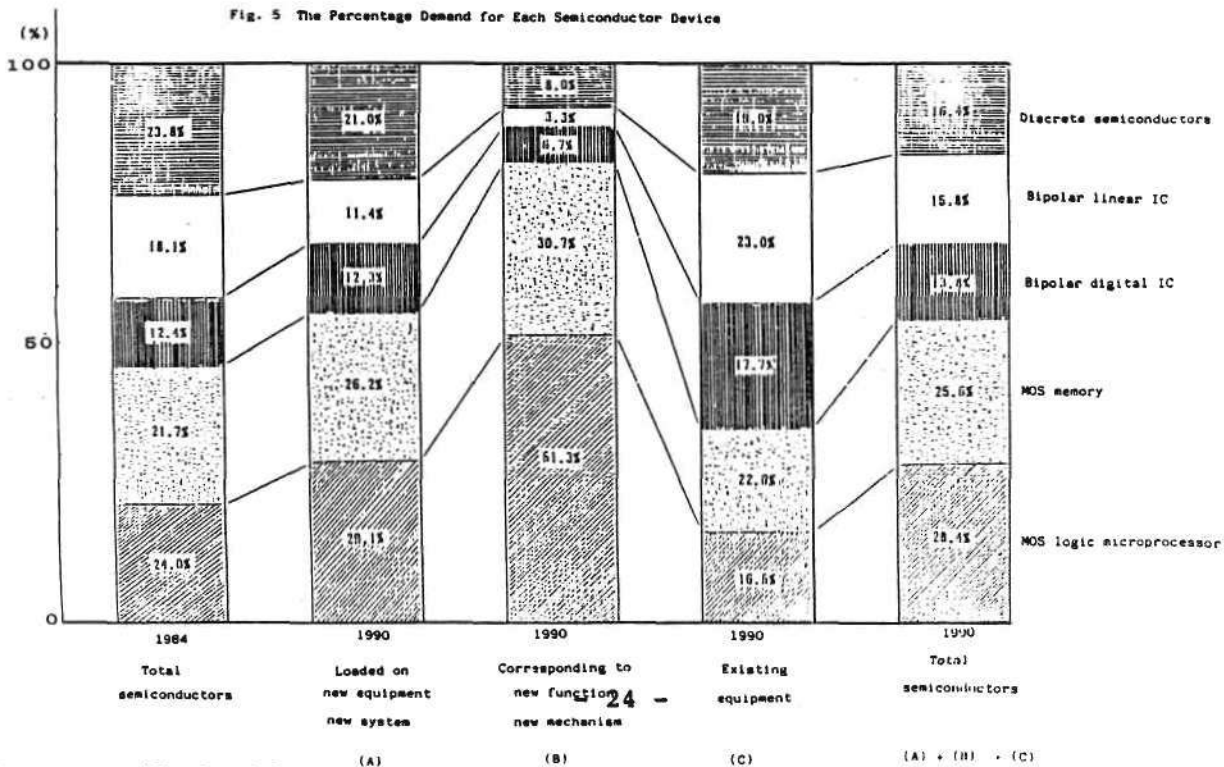 Fig. 5 The Percentage Demand for Each Semiconductor Device
(%)
100
50
0
23.8%
18.1%
12.4%
21.7%
24.0%
21.0%
11.4%
12.3%
26.2%
8.0%
3.3%
6.7%
30.7%
61.3%
19.0%
23.0%
17.7%
22.0%
16.6%
16.4%
15.8%
13.8%
25.6%
28.4%
Discrete semiconductors
Bipolar linear IC
Bipolar digital IC
MOS memory
MOS logic microprocessor
1984
Total
semiconductors
1990
Loaded on
new equipment
new system
(A)
1990
Corresponding to
new function
new mechanism
(B)
1990
Existing
equipment
(C)
1990
Total
semiconductors
(A) + (B) + (C)
- 24 -